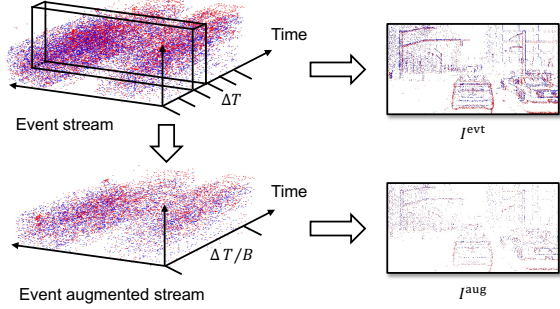 Time
ΔT
Event stream
I^evt
Time
ΔT/B
Event augmented stream
I^aug